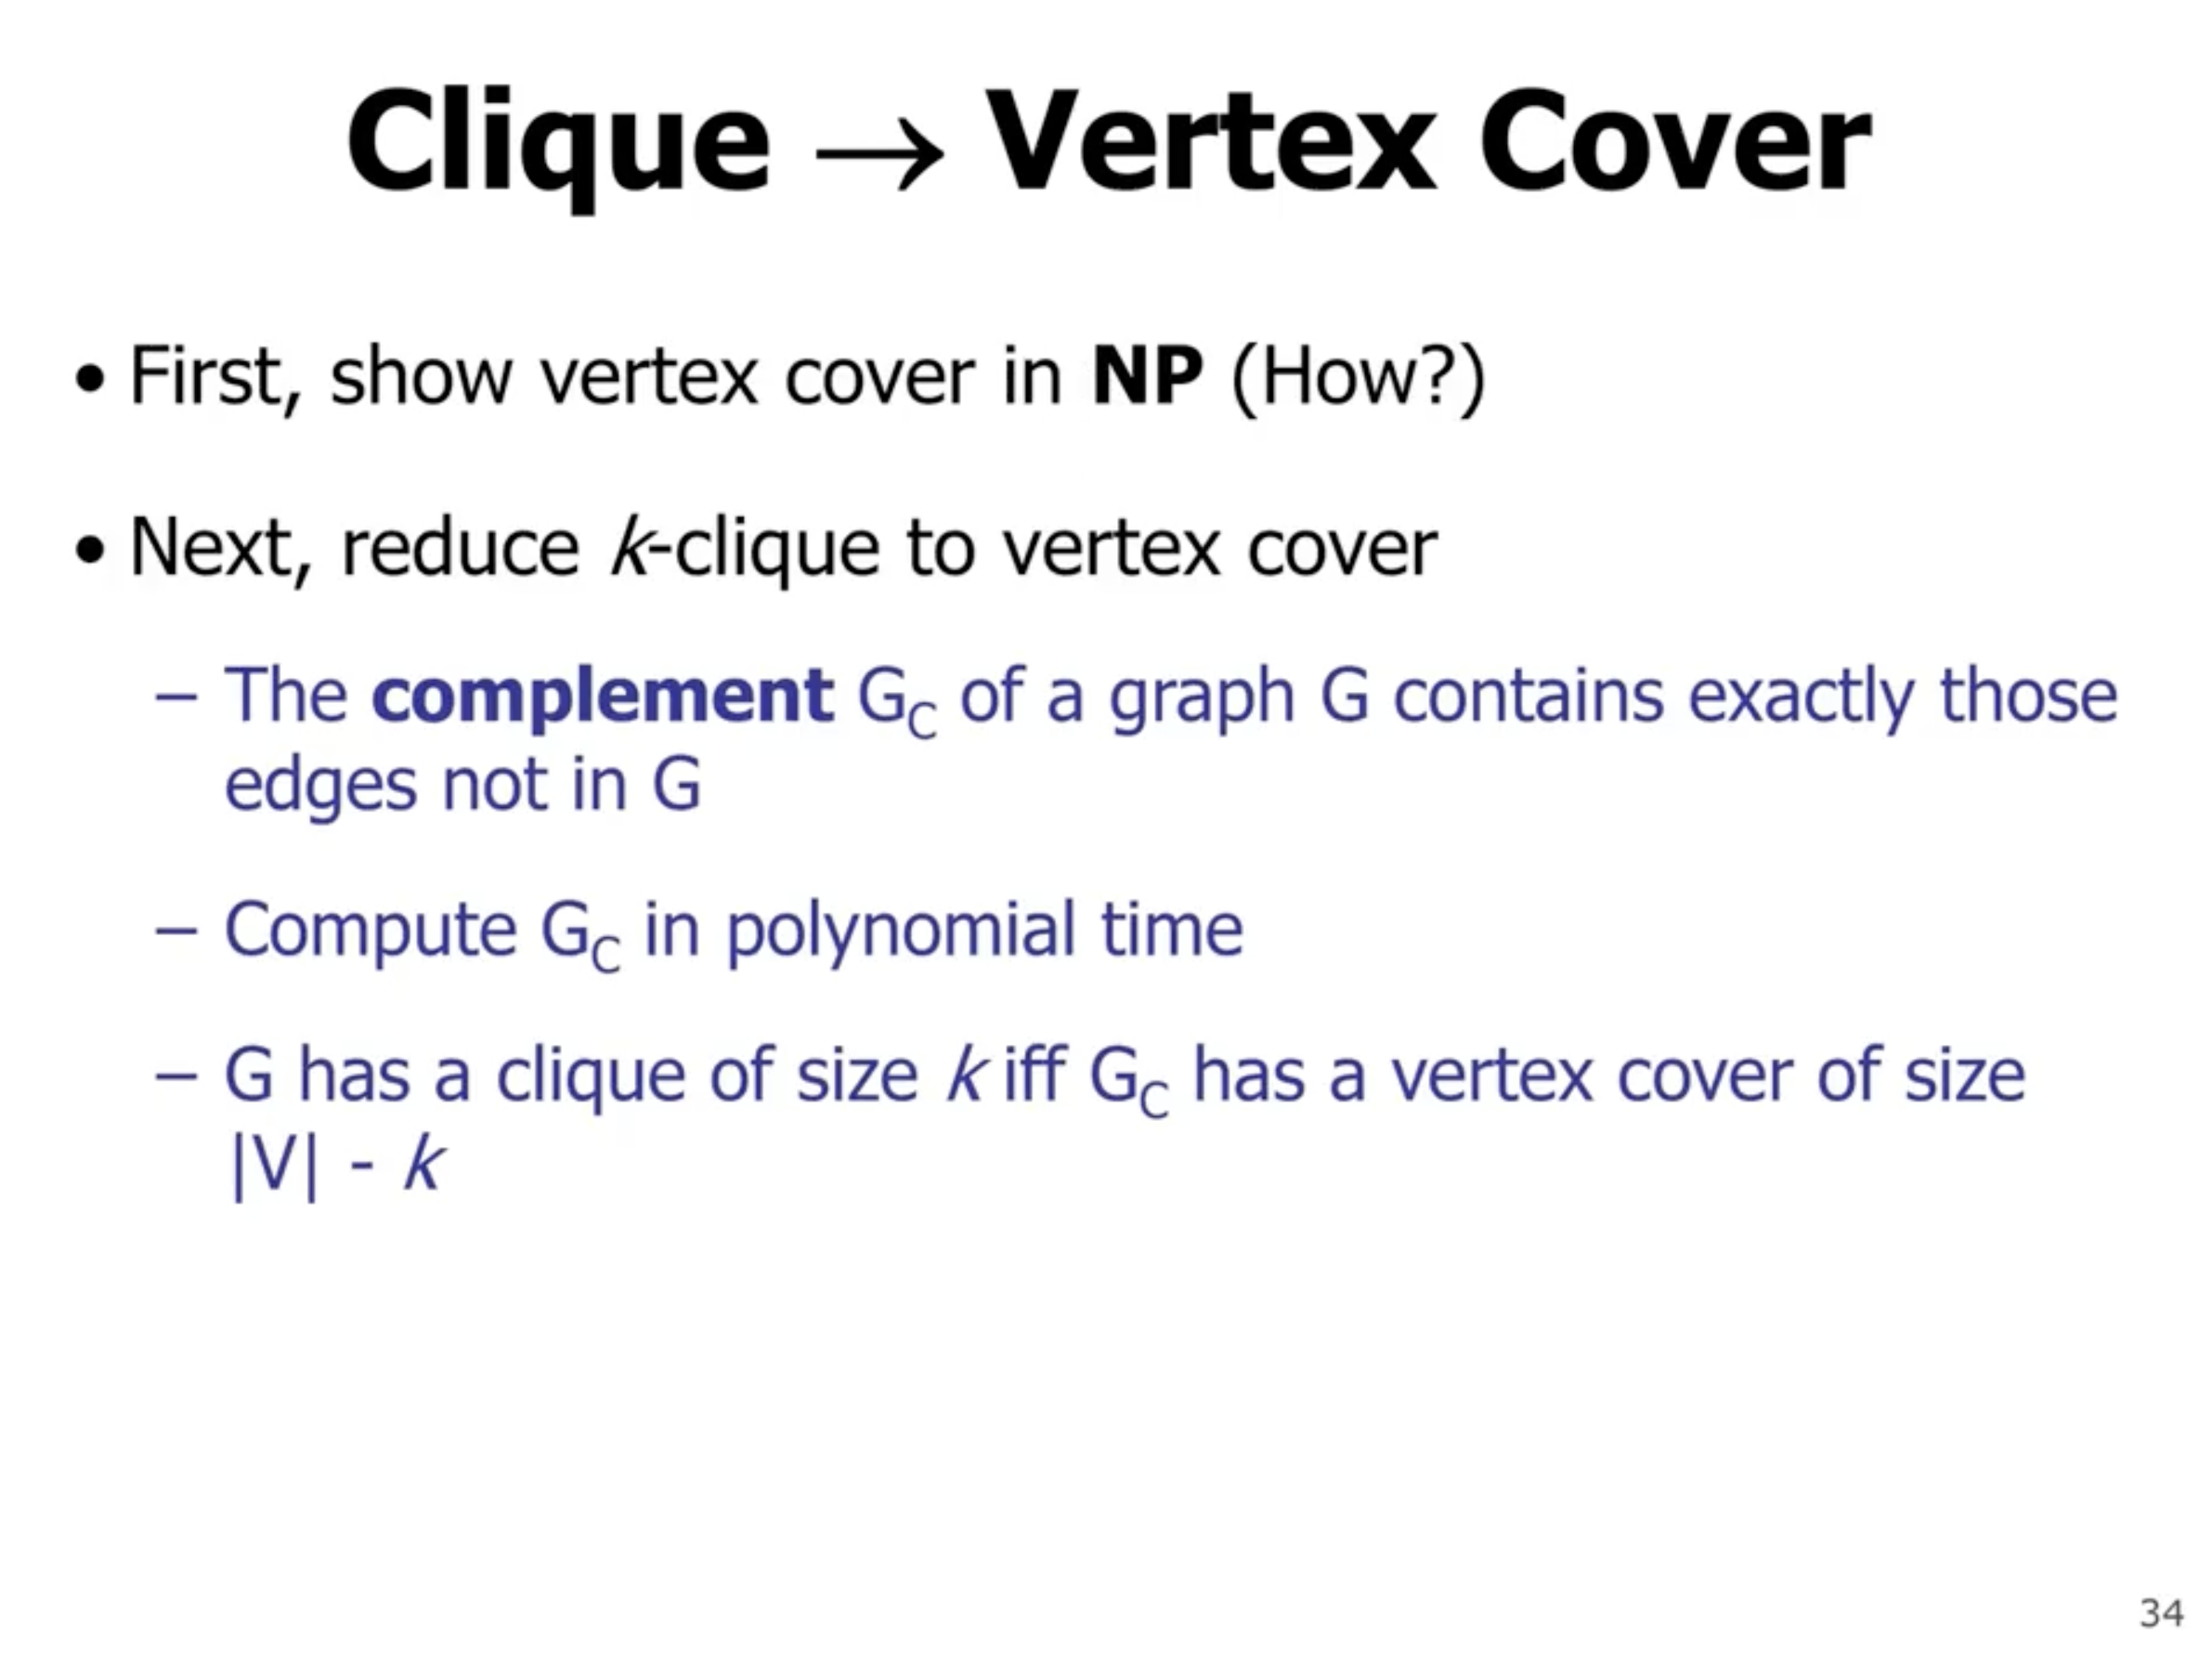 Clique → Vertex Cover
• First, show vertex cover in NP (How?)
• Next, reduce k-clique to vertex cover
– The complement G_C of a graph G contains exactly those
edges not in G
– Compute G_C in polynomial time
– G has a clique of size k iff G_C has a vertex cover of size
|V| - k
34